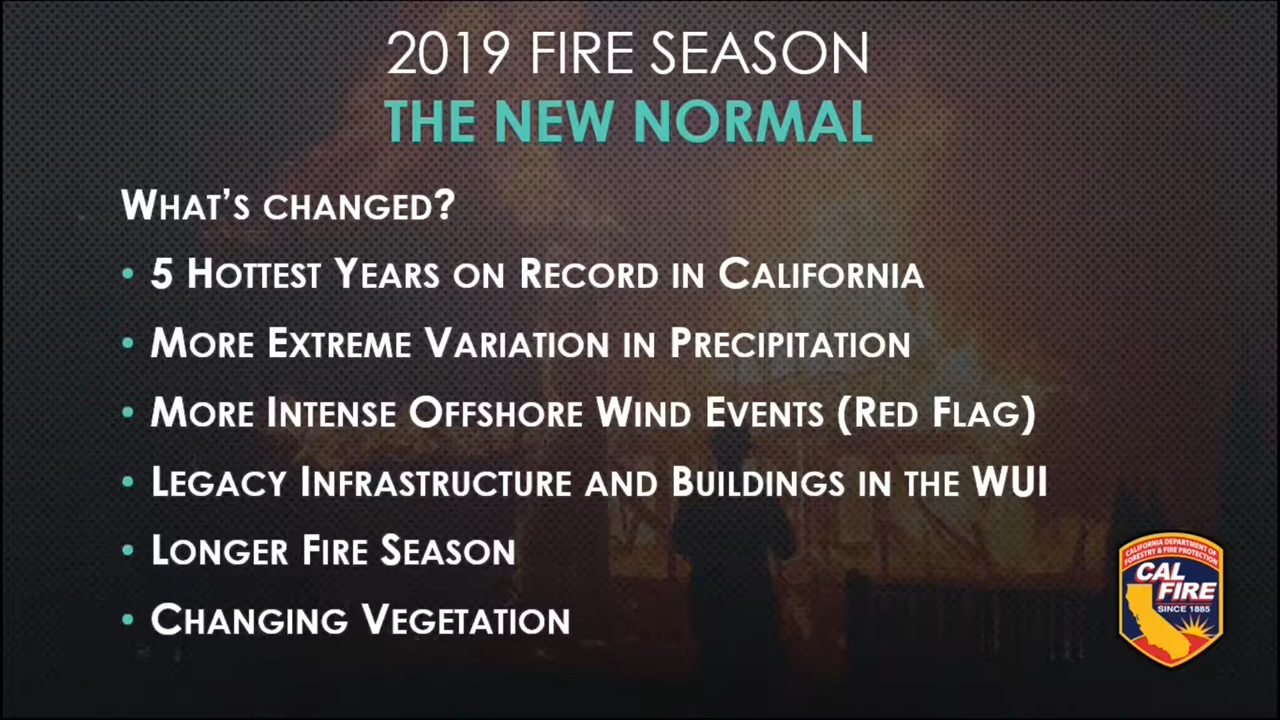 2019 FIRE SEASON
THE NEW NORMAL
WHAT'S CHANGED?
• 5 HOTTEST YEARS ON RECORD IN CALIFORNIA
• MORE EXTREME VARIATION IN PRECIPITATION
• MORE INTENSE OFFSHORE WIND EVENTS (RED FLAG)
• LEGACY INFRASTRUCTURE AND BUILDINGS IN THE WUI
• LONGER FIRE SEASON
• CHANGING VEGETATION
CALIFORNIA DEPARTMENT OF
FORESTRY & FIRE PROTECTION
CAL
FIRE
SINCE 1885